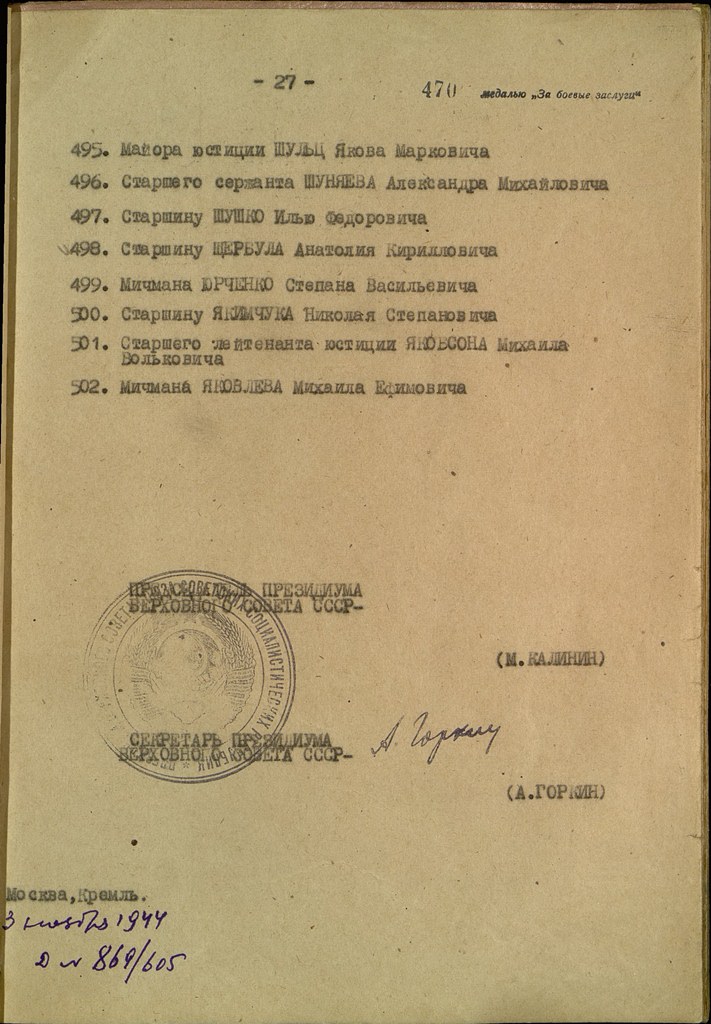 - 27 -
470 медалью „За боевые заслуги“
495. Майора юстиции ШУЛЬЦ Якова Марковича
496. Старшего сержанта ШУНЯЕВА Александра Михайловича
497. Старшину ШУШКО Илью Федоровича
498. Старшину ЩЕРБУЛА Анатолия Кирилловича
499. Мичмана ЮРЧЕНКО Степана Васильевича
500. Старшину ЯКИМЧУКА Николая Степановича
501. Старшего лейтенанта юстиции ЯКОБСОНА Михаила
Вольковича
502. Мичмана ЯКОВЛЕВА Михаила Ефимовича
ПРЕДСЕДАТЕЛЬ ПРЕЗИДИУМА
ВЕРХОВНОГО СОВЕТА СССР-
(М.КАЛИНИН)
СЕКРЕТАРЬ ПРЕЗИДИУМА
ВЕРХОВНОГО СОВЕТА СССР-
А. Горкин
(А.ГОРКИН)
Москва,Кремль.
3 ноября 1944
869/605